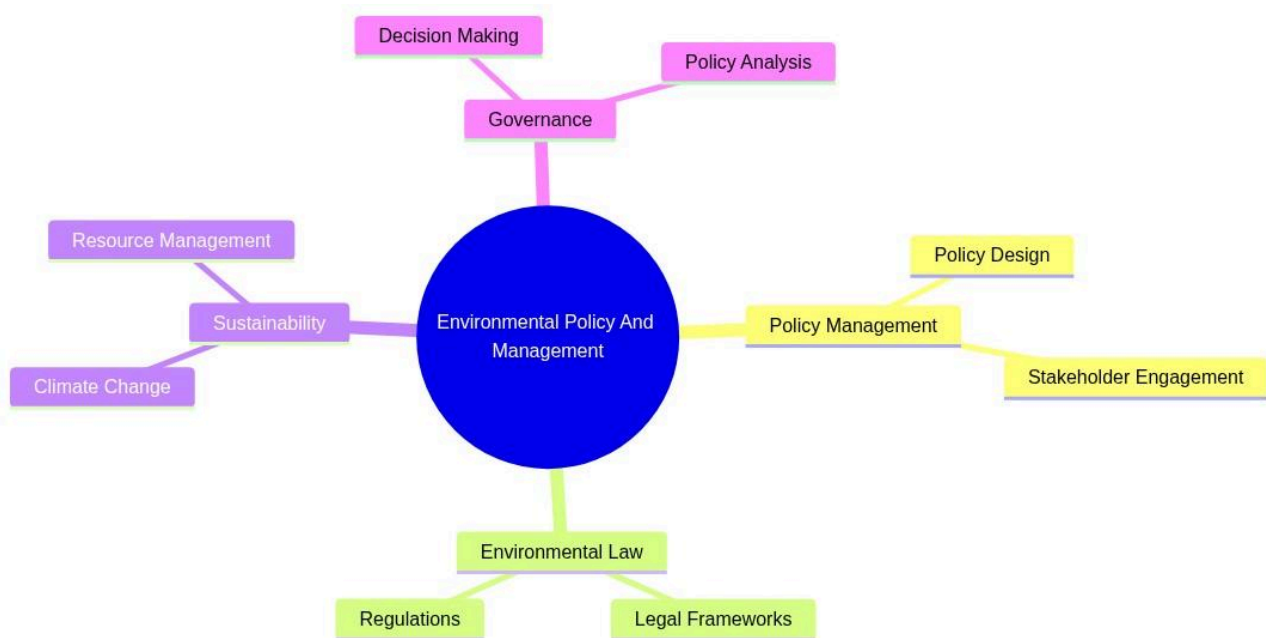 Decision Making
Policy Analysis
Governance
Resource Management
Policy Design
Sustainability
Environmental Policy And
Management
Policy Management
Climate Change
Stakeholder Engagement
Environmental Law
Regulations
Legal Frameworks